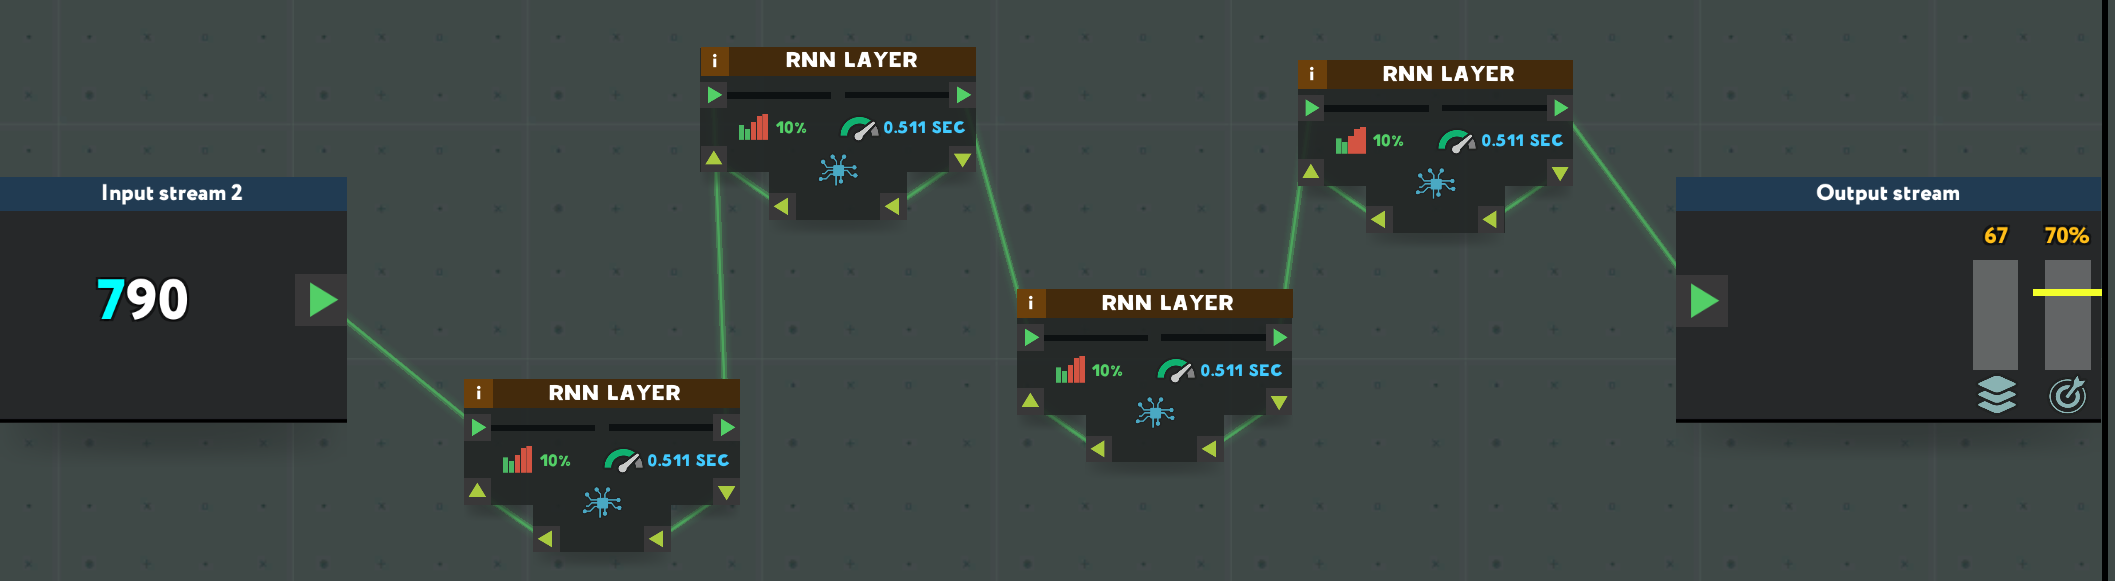 Input stream 2
790
i RNN LAYER
10% 0.511 SEC
i RNN LAYER
10% 0.511 SEC
i RNN LAYER
10% 0.511 SEC
i RNN LAYER
10% 0.511 SEC
Output stream
67 70%